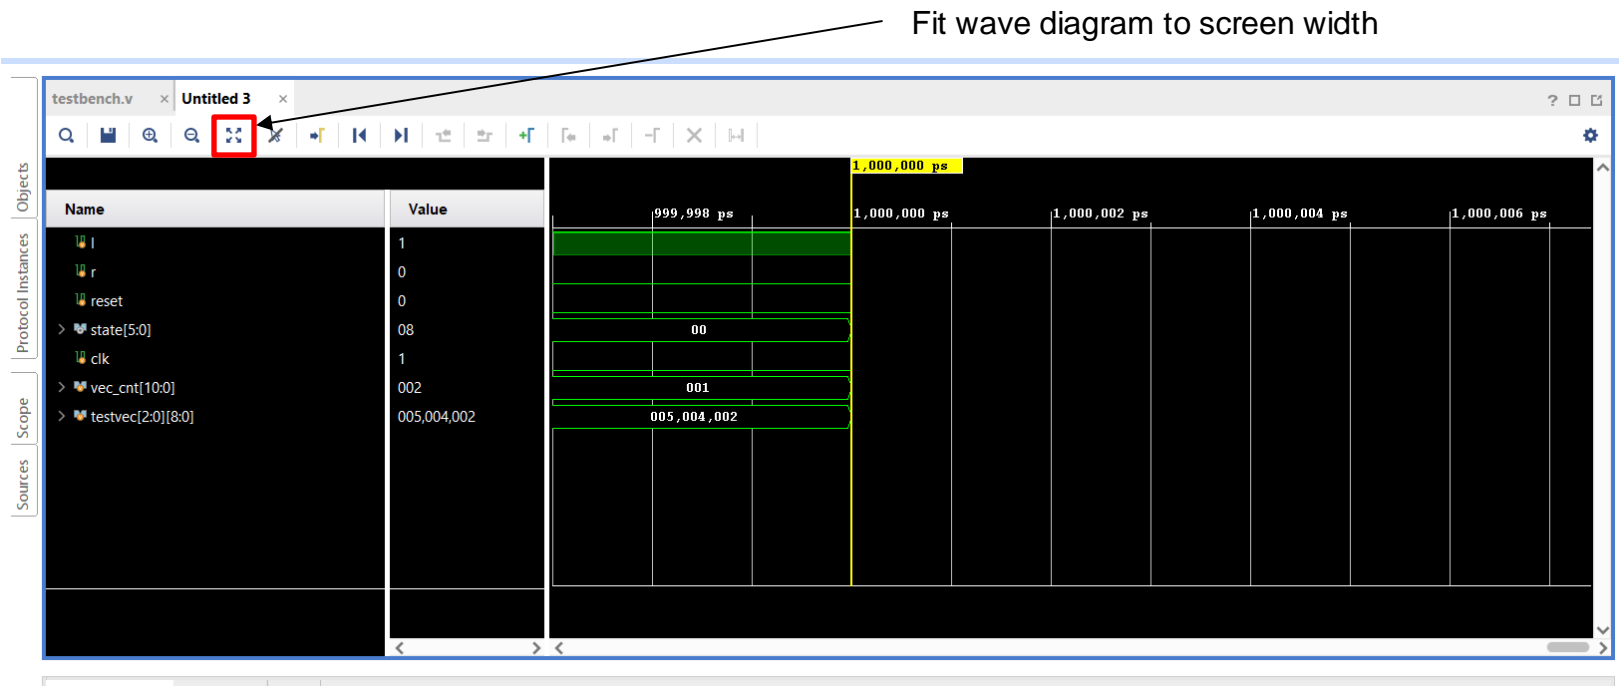 Fit wave diagram to screen width
testbench.v × Untitled 3 ×
? 
Objects
Protocol Instances
Scope
Sources
1,000,000 ps
Name Value
999,998 ps 1,000,000 ps 1,000,002 ps 1,000,004 ps 1,000,006 ps
l 1
r 0
reset 0
state[5:0] 08 00
clk 1
vec_cnt[10:0] 002 001
testvec[2:0][8:0] 005,004,002 005,004,002